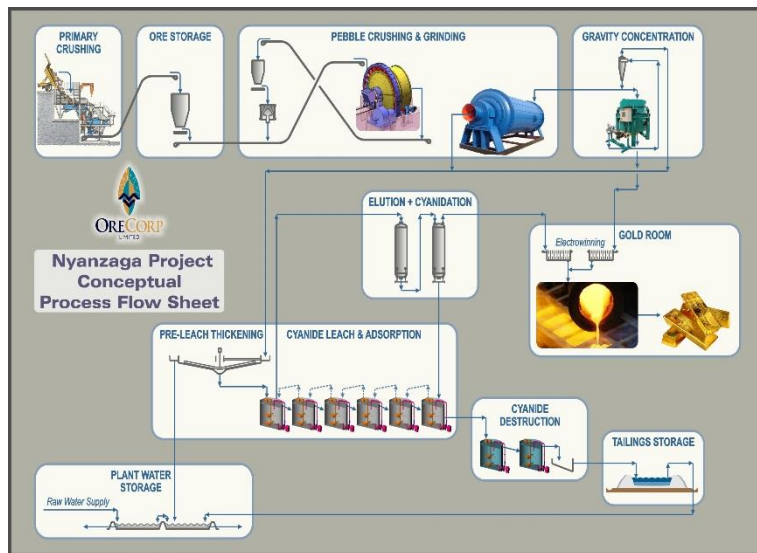 PRIMARY
CRUSHING
ORE STORAGE
PEBBLE CRUSHING & GRINDING
GRAVITY CONCENTRATION
ORECORP
LIMITED
Nyanzaga Project
Conceptual
Process Flow Sheet
ELUTION + CYANIDATION
GOLD ROOM
Electrowinning
PRE-LEACH THICKENING
CYANIDE LEACH & ADSORPTION
CYANIDE
DESTRUCTION
TAILINGS STORAGE
PLANT WATER
STORAGE
Raw Water Supply